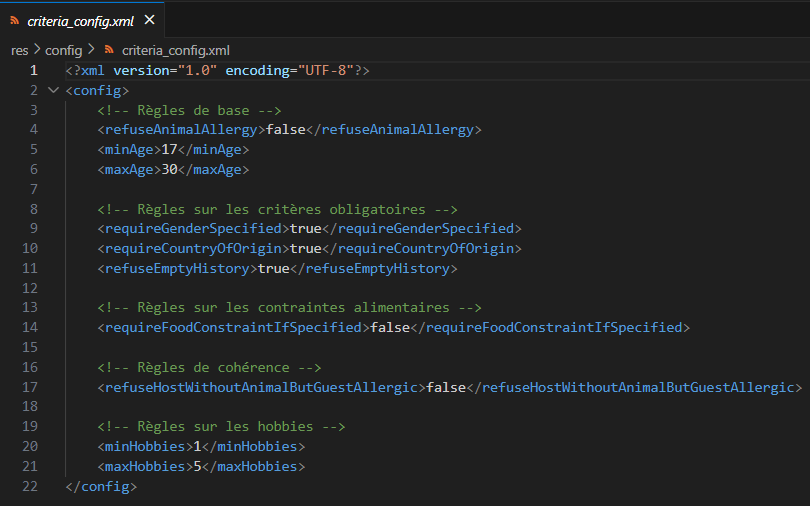 criteria_config.xml
res > config > criteria_config.xml
1 <?xml version="1.0" encoding="UTF-8"?>
2 <config>
3 <!-- Règles de base -->
4 <refuseAnimalAllergy>false</refuseAnimalAllergy>
5 <minAge>17</minAge>
6 <maxAge>30</maxAge>
7
8 <!-- Règles sur les critères obligatoires -->
9 <requireGenderSpecified>true</requireGenderSpecified>
10 <requireCountryOfOrigin>true</requireCountryOfOrigin>
11 <refuseEmptyHistory>true</refuseEmptyHistory>
12
13 <!-- Règles sur les contraintes alimentaires -->
14 <requireFoodConstraintIfSpecified>false</requireFoodConstraintIfSpecified>
15
16 <!-- Règles de cohérence -->
17 <refuseHostWithoutAnimalButGuestAllergic>false</refuseHostWithoutAnimalButGuestAllergic>
18
19 <!-- Règles sur les hobbies -->
20 <minHobbies>1</minHobbies>
21 <maxHobbies>5</maxHobbies>
22 </config>